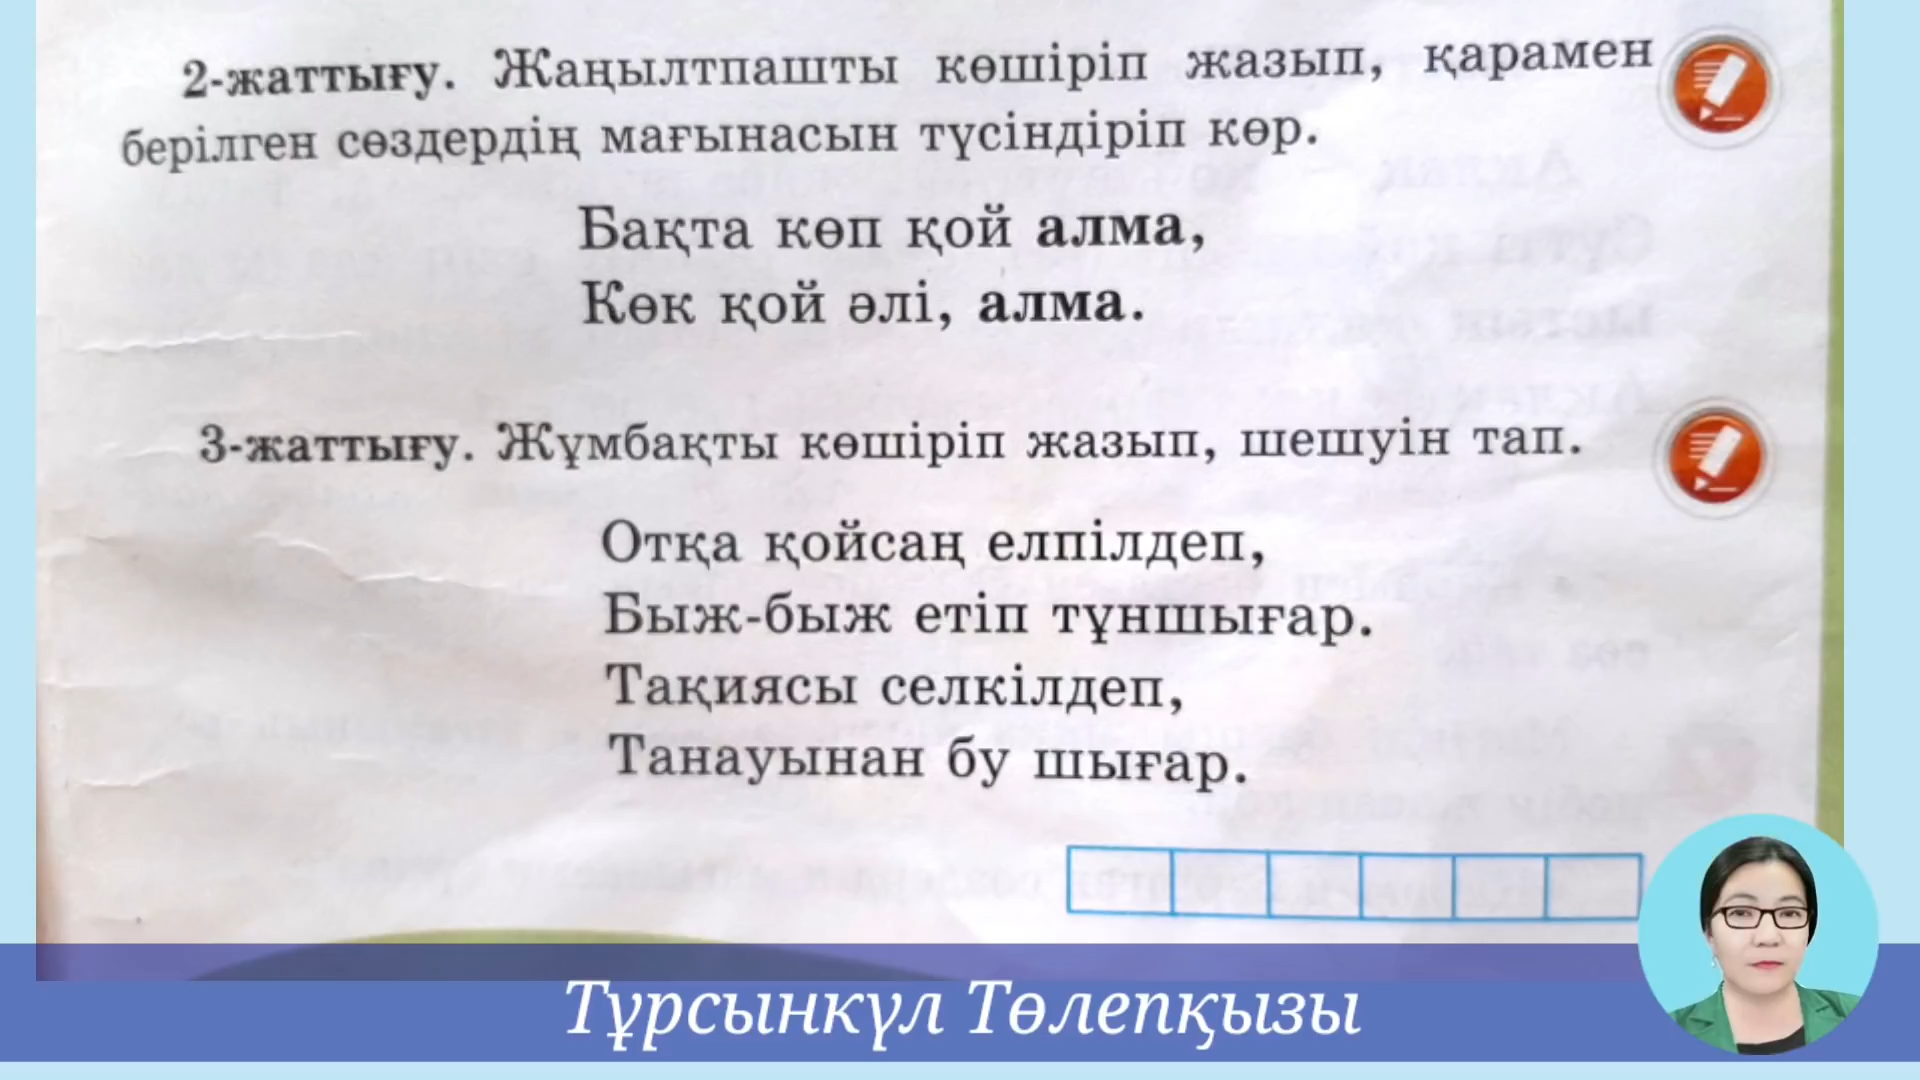 2-жаттығу. Жаңылтпашты көшіріп жазып, қарамен
берілген сөздердің мағынасын түсіндіріп көр.
Бақта көп қой алма,
Көк қой әлі, алма.
3-жаттығу. Жұмбақты көшіріп жазып, шешуін тап.
Отқа қойсаң елпілдеп,
Быж-быж етіп тұншығар.
Тақиясы селкілдеп,
Танауынан бу шығар.
Тұрсынкүл Төлепқызы